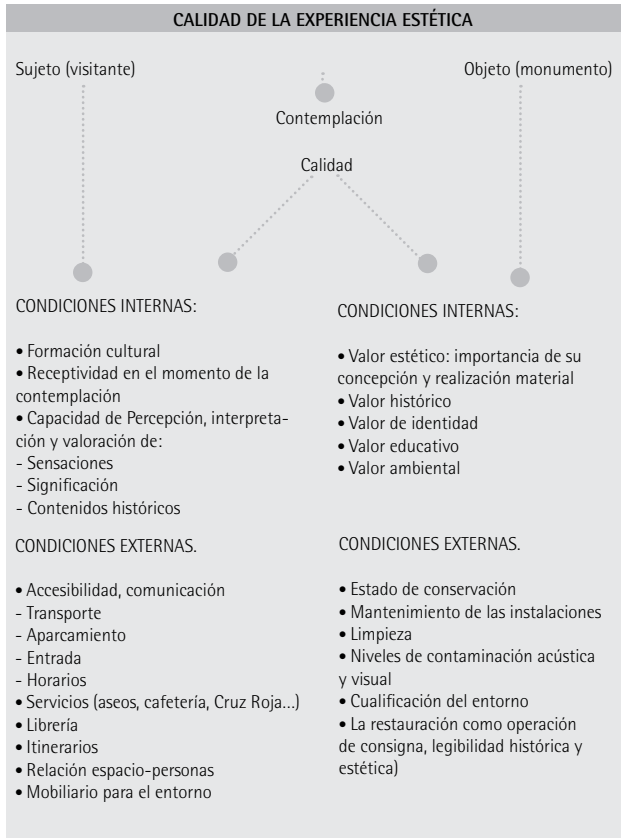 CALIDAD DE LA EXPERIENCIA ESTÉTICA
Sujeto (visitante)
Objeto (monumento)
Contemplación
Calidad
CONDICIONES INTERNAS:
• Formación cultural
• Receptividad en el momento de la
contemplación
• Capacidad de Percepción, interpreta-
ción y valoración de:
- Sensaciones
- Significación
- Contenidos históricos
CONDICIONES EXTERNAS.
• Accesibilidad, comunicación
- Transporte
- Aparcamiento
- Entrada
- Horarios
• Servicios (aseos, cafetería, Cruz Roja...)
• Librería
• Itinerarios
• Relación espacio-personas
• Mobiliario para el entorno
CONDICIONES INTERNAS:
• Valor estético: importancia de su
concepción y realización material
• Valor histórico
• Valor de identidad
• Valor educativo
• Valor ambiental
CONDICIONES EXTERNAS.
• Estado de conservación
• Mantenimiento de las instalaciones
• Limpieza
• Niveles de contaminación acústica
y visual
• Cualificación del entorno
• La restauración como operación
de consigna, legibilidad histórica y
estética)